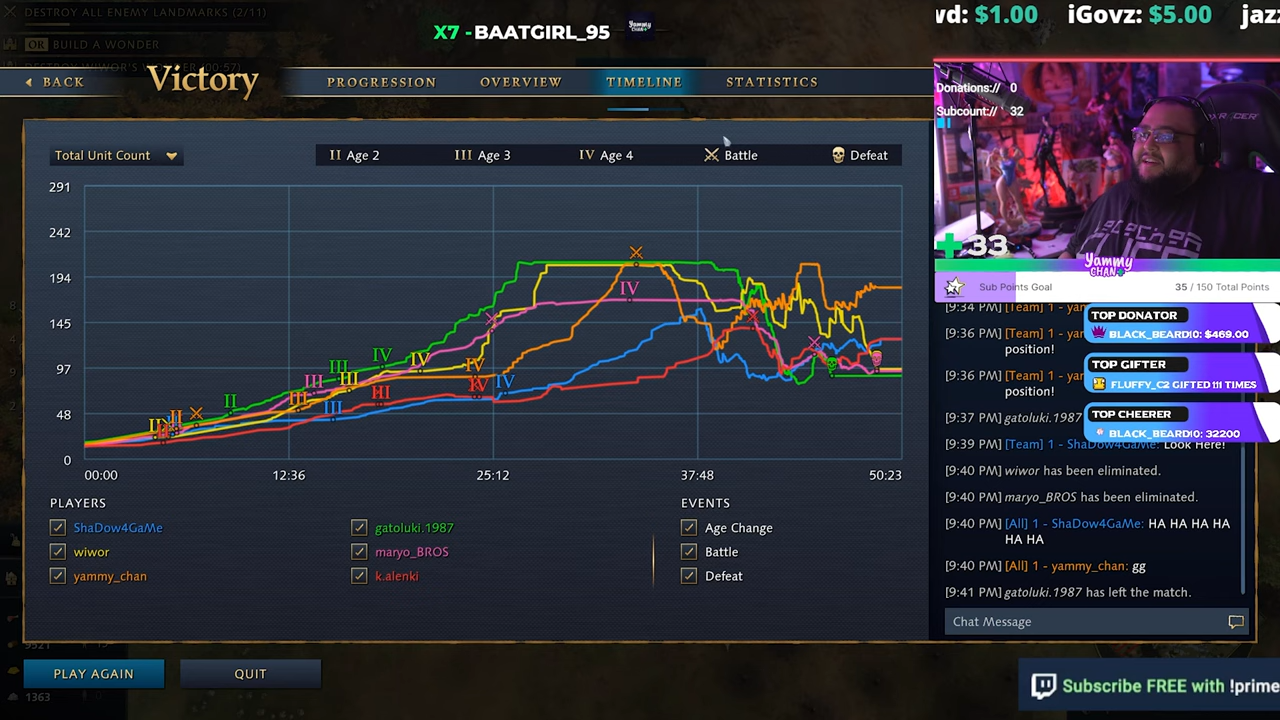 DESTROY ALL ENEMY LANDMARKS (2/11)
OR BUILD A WONDER
X7 - BAATGIRL_95
$1.00 iGovz: $5.00
BACK
Victory
PROGRESSION
OVERVIEW
TIMELINE
STATISTICS
Donations:// 0
Subcount:// 32
Total Unit Count
II Age 2
III Age 3
IV Age 4
Battle
Defeat
291
242
194
145
97
48
0
00:00
12:36
25:12
37:48
50:23
+33
Yammy
CHAN+
Sub Points Goal
35 / 150 Total Points
PLAYERS
ShaDow4GaMe
wiwor
yammy_chan
gatoluki.1987
maryo_BROS
k.alenki
EVENTS
Age Change
Battle
Defeat
TOP DONATOR
BLACK_BEARD10: $469.00
TOP GIFTER
FLUFFY_C2 GIFTED 111 TIMES
TOP CHEERER
BLACK_BEARD10: 32200
[9:34 PM] [Team] 1 -
[9:36 PM] [Team] 1 -
position!
[9:36 PM] [Team] 1 -
position!
[9:37 PM] gatoluki.1987
[9:39 PM] [Team] 1 - ShaDow4GaMe: Look Here!
[9:40 PM] wiwor has been eliminated.
[9:40 PM] maryo_BROS has been eliminated.
[9:40 PM] [All] 1 - ShaDow4GaMe: HA HA HA HA
HA HA
[9:40 PM] [All] 1 - yammy_chan: gg
[9:41 PM] gatoluki.1987 has left the match.
Chat Message
PLAY AGAIN
QUIT
1363
Subscribe FREE with !prime